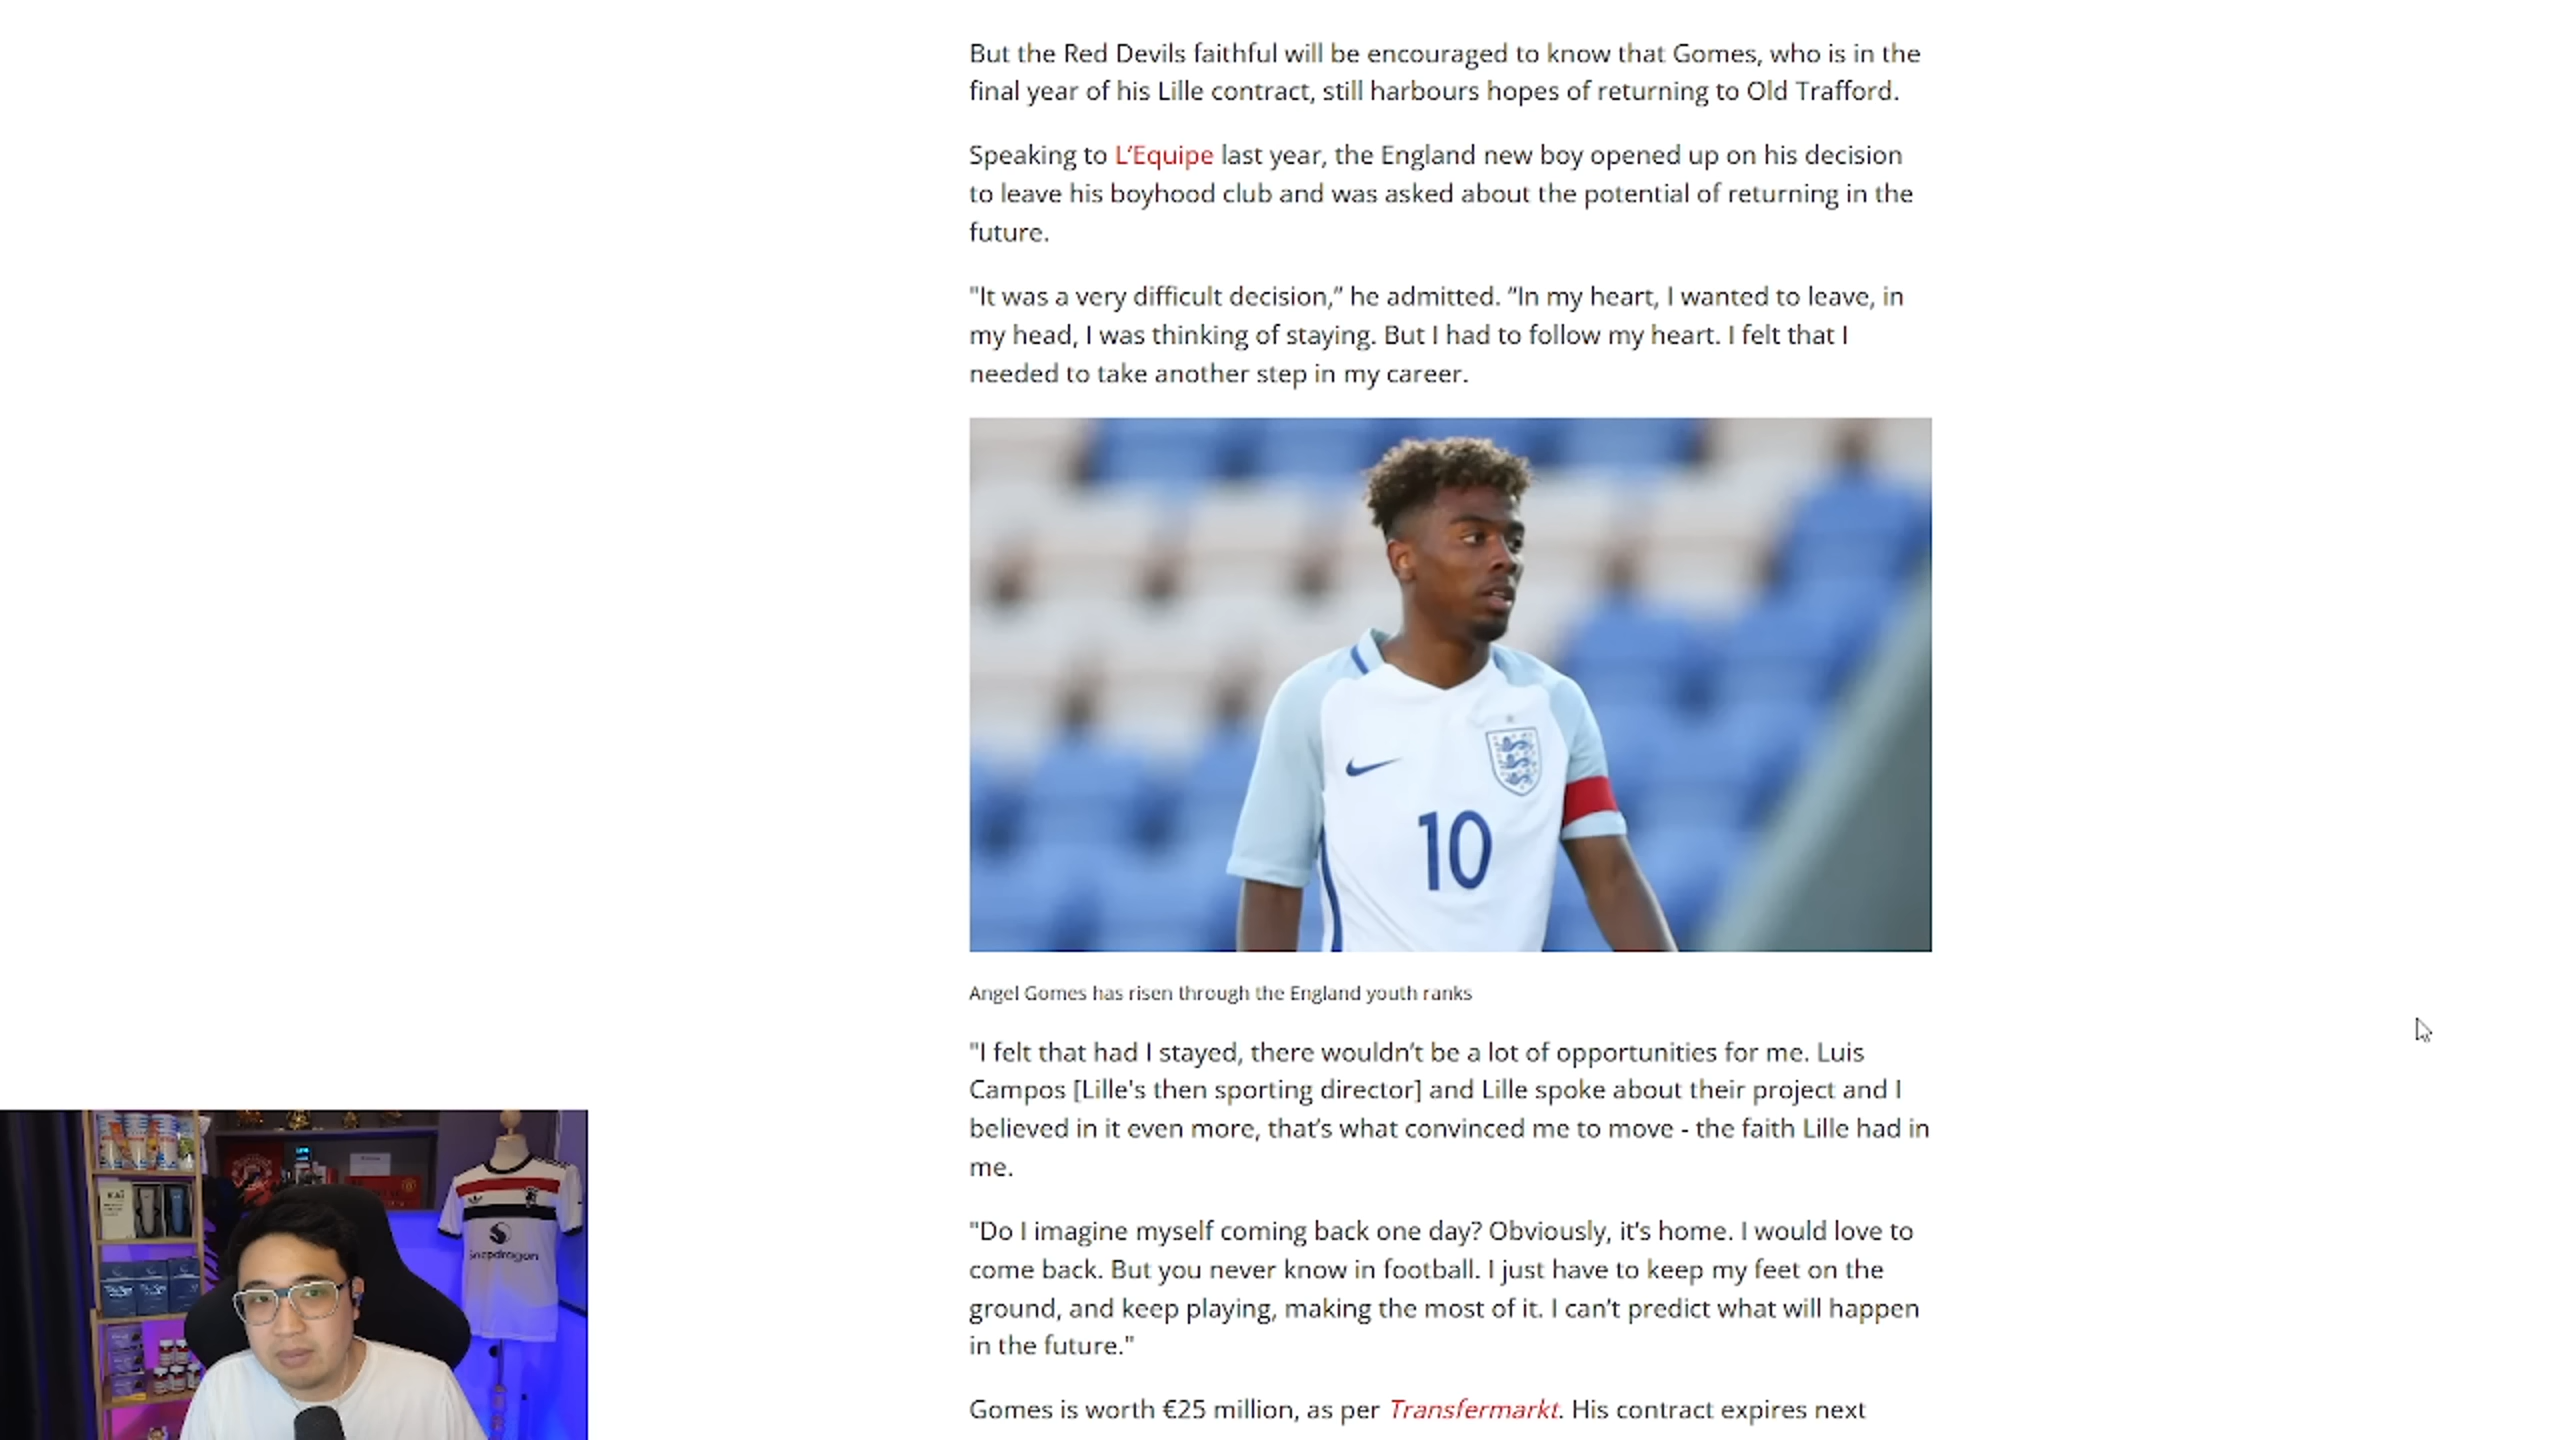 But the Red Devils faithful will be encouraged to know that Gomes, who is in the
final year of his Lille contract, still harbours hopes of returning to Old Trafford.
Speaking to L’Equipe last year, the England new boy opened up on his decision
to leave his boyhood club and was asked about the potential of returning in the
future.
"It was a very difficult decision,” he admitted. “In my heart, I wanted to leave, in
my head, I was thinking of staying. But I had to follow my heart. I felt that I
needed to take another step in my career.
10
Angel Gomes has risen through the England youth ranks
"I felt that had I stayed, there wouldn’t be a lot of opportunities for me. Luis
Campos [Lille's then sporting director] and Lille spoke about their project and I
believed in it even more, that’s what convinced me to move - the faith Lille had in
me.
"Do I imagine myself coming back one day? Obviously, it’s home. I would love to
come back. But you never know in football. I just have to keep my feet on the
ground, and keep playing, making the most of it. I can’t predict what will happen
in the future."
Gomes is worth €25 million, as per Transfermarkt. His contract expires next
Snapdragon